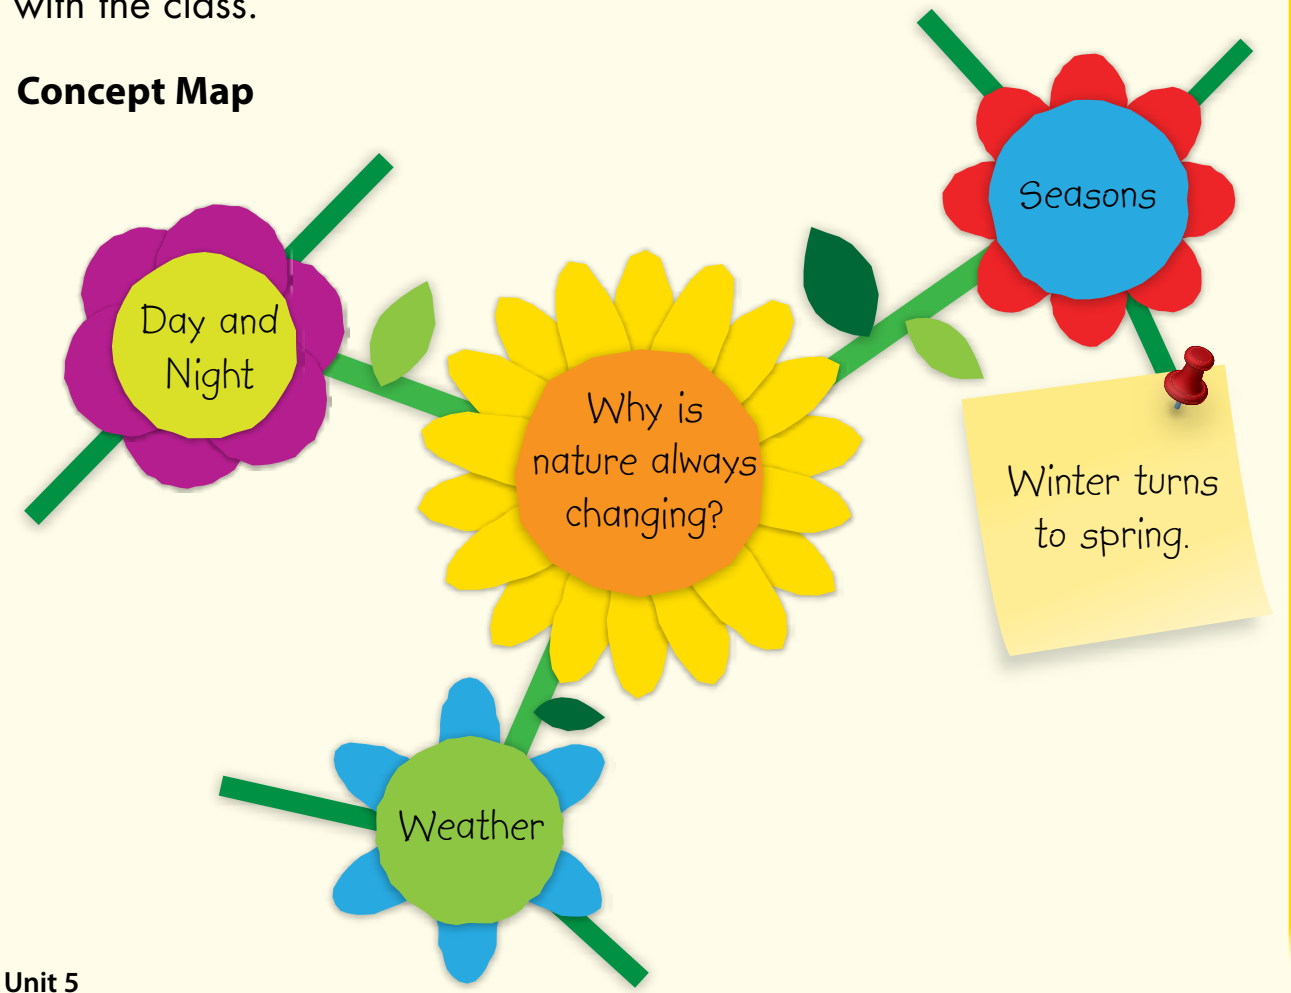 with the class.
Concept Map
Seasons
Day and
Night
Why is
nature always
changing?
Winter turns
to spring.
Weather
Unit 5